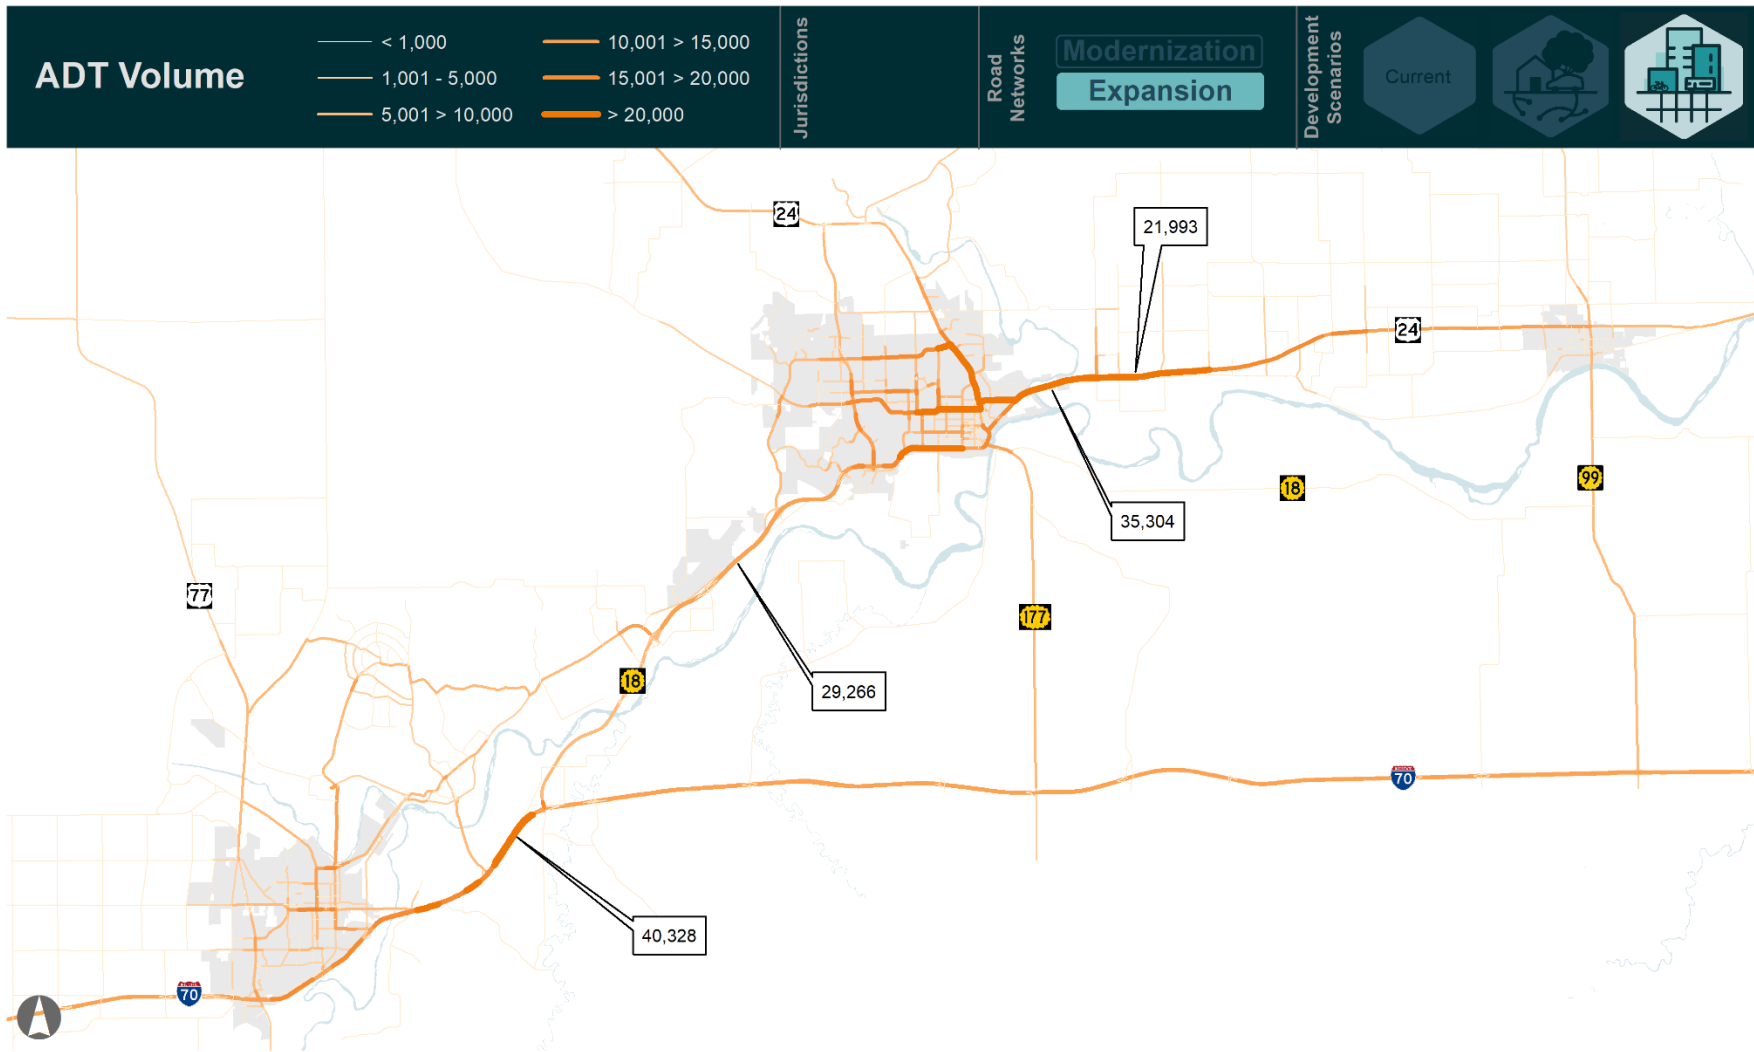 ADT Volume
< 1,000
1,001 - 5,000
5,001 > 10,000
10,001 > 15,000
15,001 > 20,000
> 20,000
Jurisdictions
Road
Networks
Modernization
Expansion
Development
Scenarios
Current
24
21,993
24
35,304
18
99
77
177
29,266
18
70
40,328
70